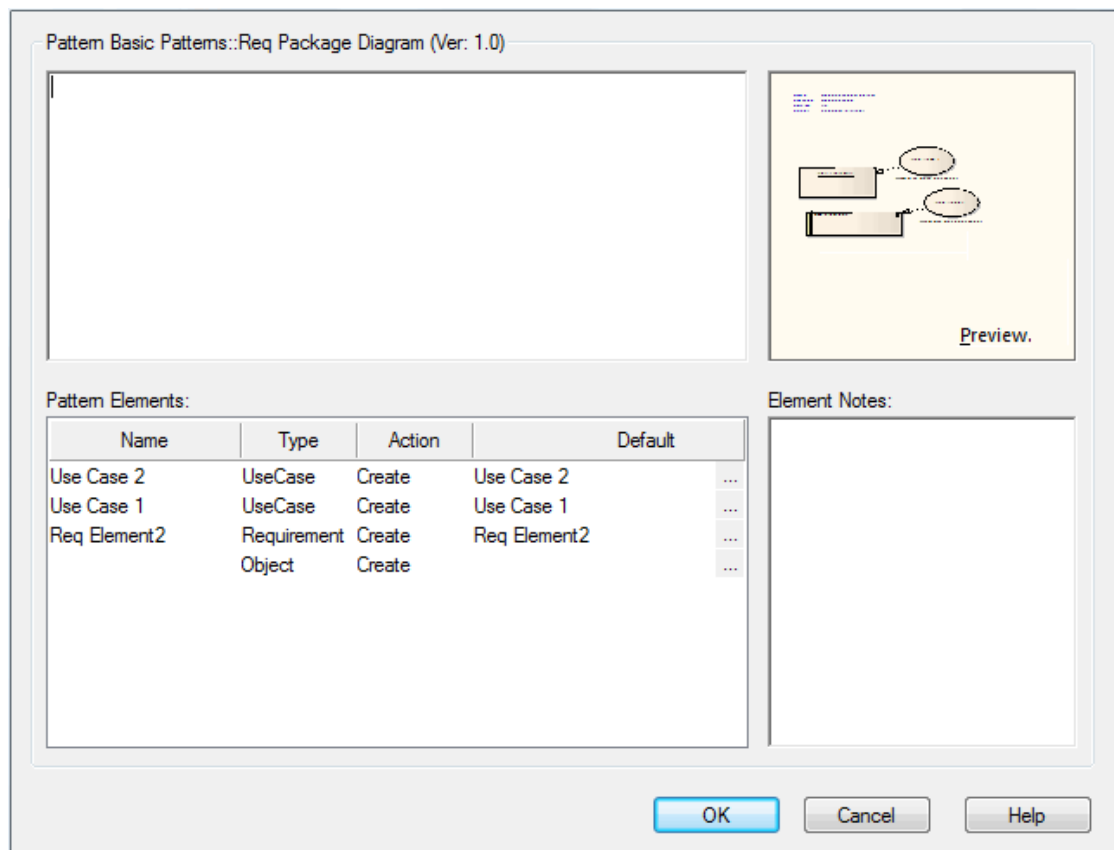 Pattern Basic Patterns::Req Package Diagram (Ver: 1.0)
Preview.
Pattern Elements:
Element Notes:
Name Type Action Default
Use Case 2 UseCase Create Use Case 2 ...
Use Case 1 UseCase Create Use Case 1 ...
Req Element2 Requirement Create Req Element2 ...
Object Create ...
OK Cancel Help